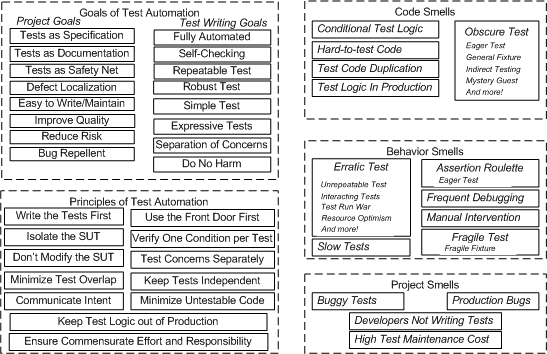 Goals of Test Automation
Project Goals
Tests as Specification
Tests as Documentation
Tests as Safety Net
Defect Localization
Easy to Write/Maintain
Improve Quality
Reduce Risk
Bug Repellent
Test Writing Goals
Fully Automated
Self-Checking
Repeatable Test
Robust Test
Simple Test
Expressive Tests
Separation of Concerns
Do No Harm
Principles of Test Automation
Write the Tests First
Use the Front Door First
Isolate the SUT
Verify One Condition per Test
Don't Modify the SUT
Test Concerns Separately
Minimize Test Overlap
Keep Tests Independent
Communicate Intent
Minimize Untestable Code
Keep Test Logic out of Production
Ensure Commensurate Effort and Responsibility
Code Smells
Conditional Test Logic
Hard-to-test Code
Test Code Duplication
Test Logic In Production
Obscure Test
Eager Test
General Fixture
Indirect Testing
Mystery Guest
And more!
Behavior Smells
Erratic Test
Unrepeatable Test
Interacting Tests
Test Run War
Resource Optimism
And more!
Slow Tests
Assertion Roulette
Eager Test
Frequent Debugging
Manual Intervention
Fragile Test
Fragile Fixture
Project Smells
Buggy Tests
Production Bugs
Developers Not Writing Tests
High Test Maintenance Cost